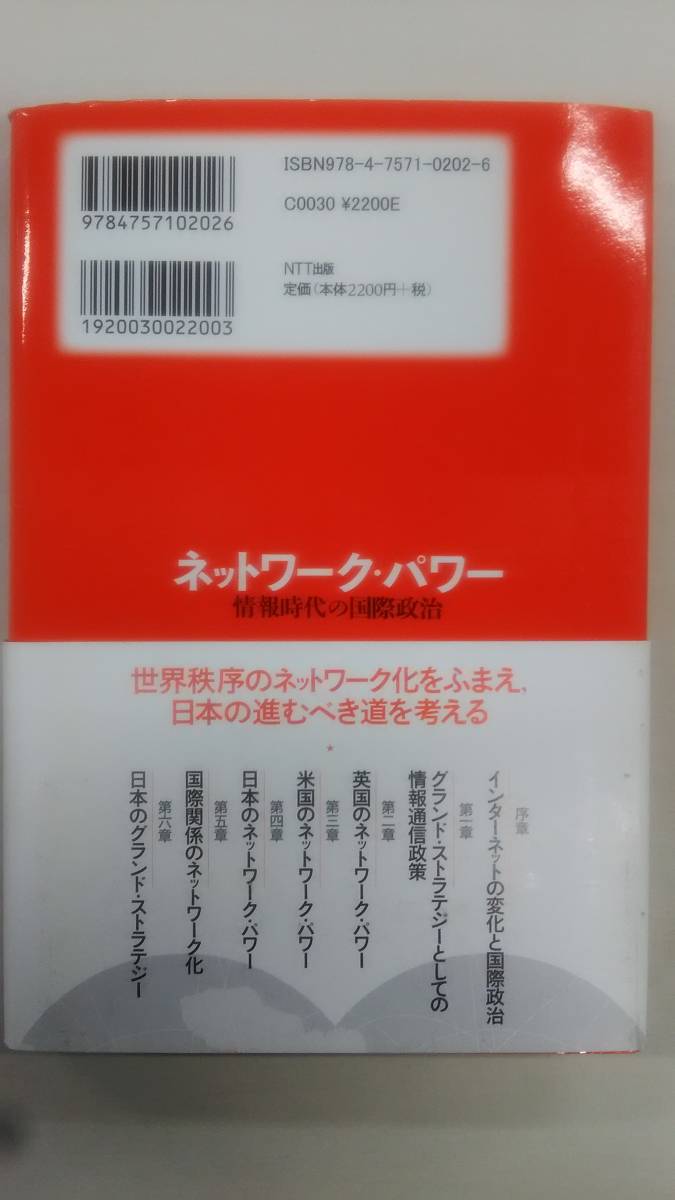 ISBN978-4-7571-0202-6
9784757102026
C0030 ¥2200E
NTT出版
定価(本体2200円+税)
1920030022003
ネットワーク・パワー
情報時代の国際政治
世界秩序のネットワーク化をふまえ、
日本の進むべき道を考える
★
序章
インターネットの変化と国際政治
第一章
グランド・ストラテジーとしての
情報通信政策
第二章
英国のネットワーク・パワー
第三章
米国のネットワーク・パワー
第四章
日本のネットワーク・パワー
第五章
国際関係のネットワーク化
第六章
日本のグランド・ストラテジー